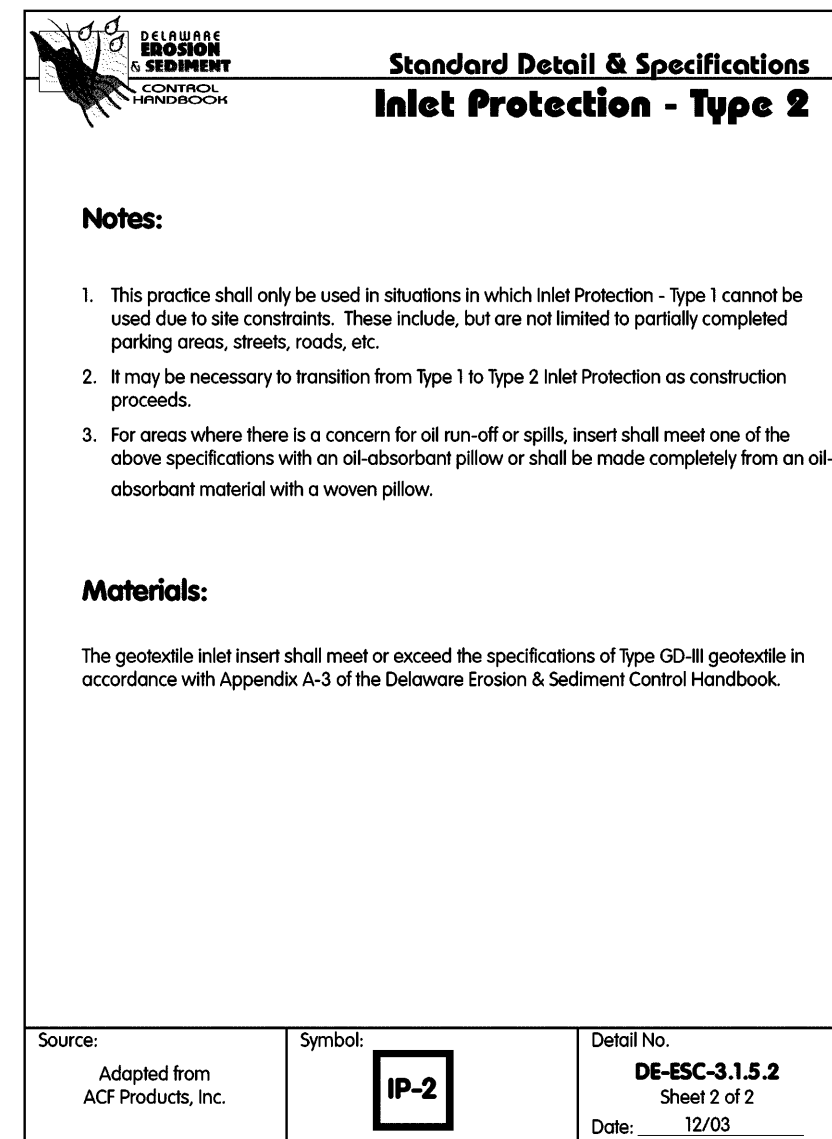 DELAWARE
EROSION
& SEDIMENT
CONTROL
HANDBOOK
Standard Detail & Specifications
Inlet Protection - Type 2
Notes:
1. This practice shall only be used in situations in which Inlet Protection - Type 1 cannot be
used due to site constraints. These include, but are not limited to partially completed
parking areas, streets, roads, etc.
2. It may be necessary to transition from Type 1 to Type 2 Inlet Protection as construction
proceeds.
3. For areas where there is a concern for oil run-off or spills, insert shall meet one of the
above specifications with an oil-absorbant pillow or shall be made completely from an oil-
absorbant material with a woven pillow.
Materials:
The geotextile inlet insert shall meet or exceed the specifications of Type GD-III geotextile in
accordance with Appendix A-3 of the Delaware Erosion & Sediment Control Handbook.
Source:
Adapted from
ACF Products, Inc.
Symbol:
IP-2
Detail No.
DE-ESC-3.1.5.2
Sheet 2 of 2
Date: 12/03